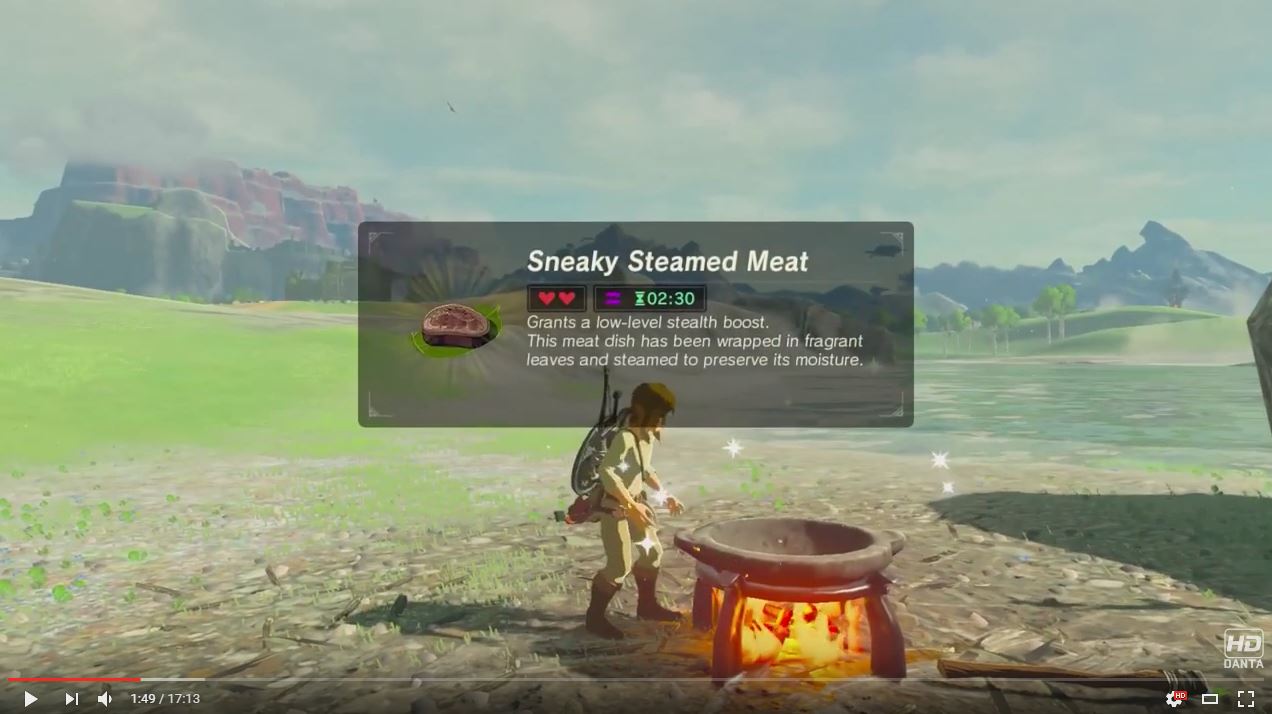 Sneaky Steamed Meat
02:30
Grants a low-level stealth boost.
This meat dish has been wrapped in fragrant
leaves and steamed to preserve its moisture.
HD
DANTA
1:49 / 17:13
HD